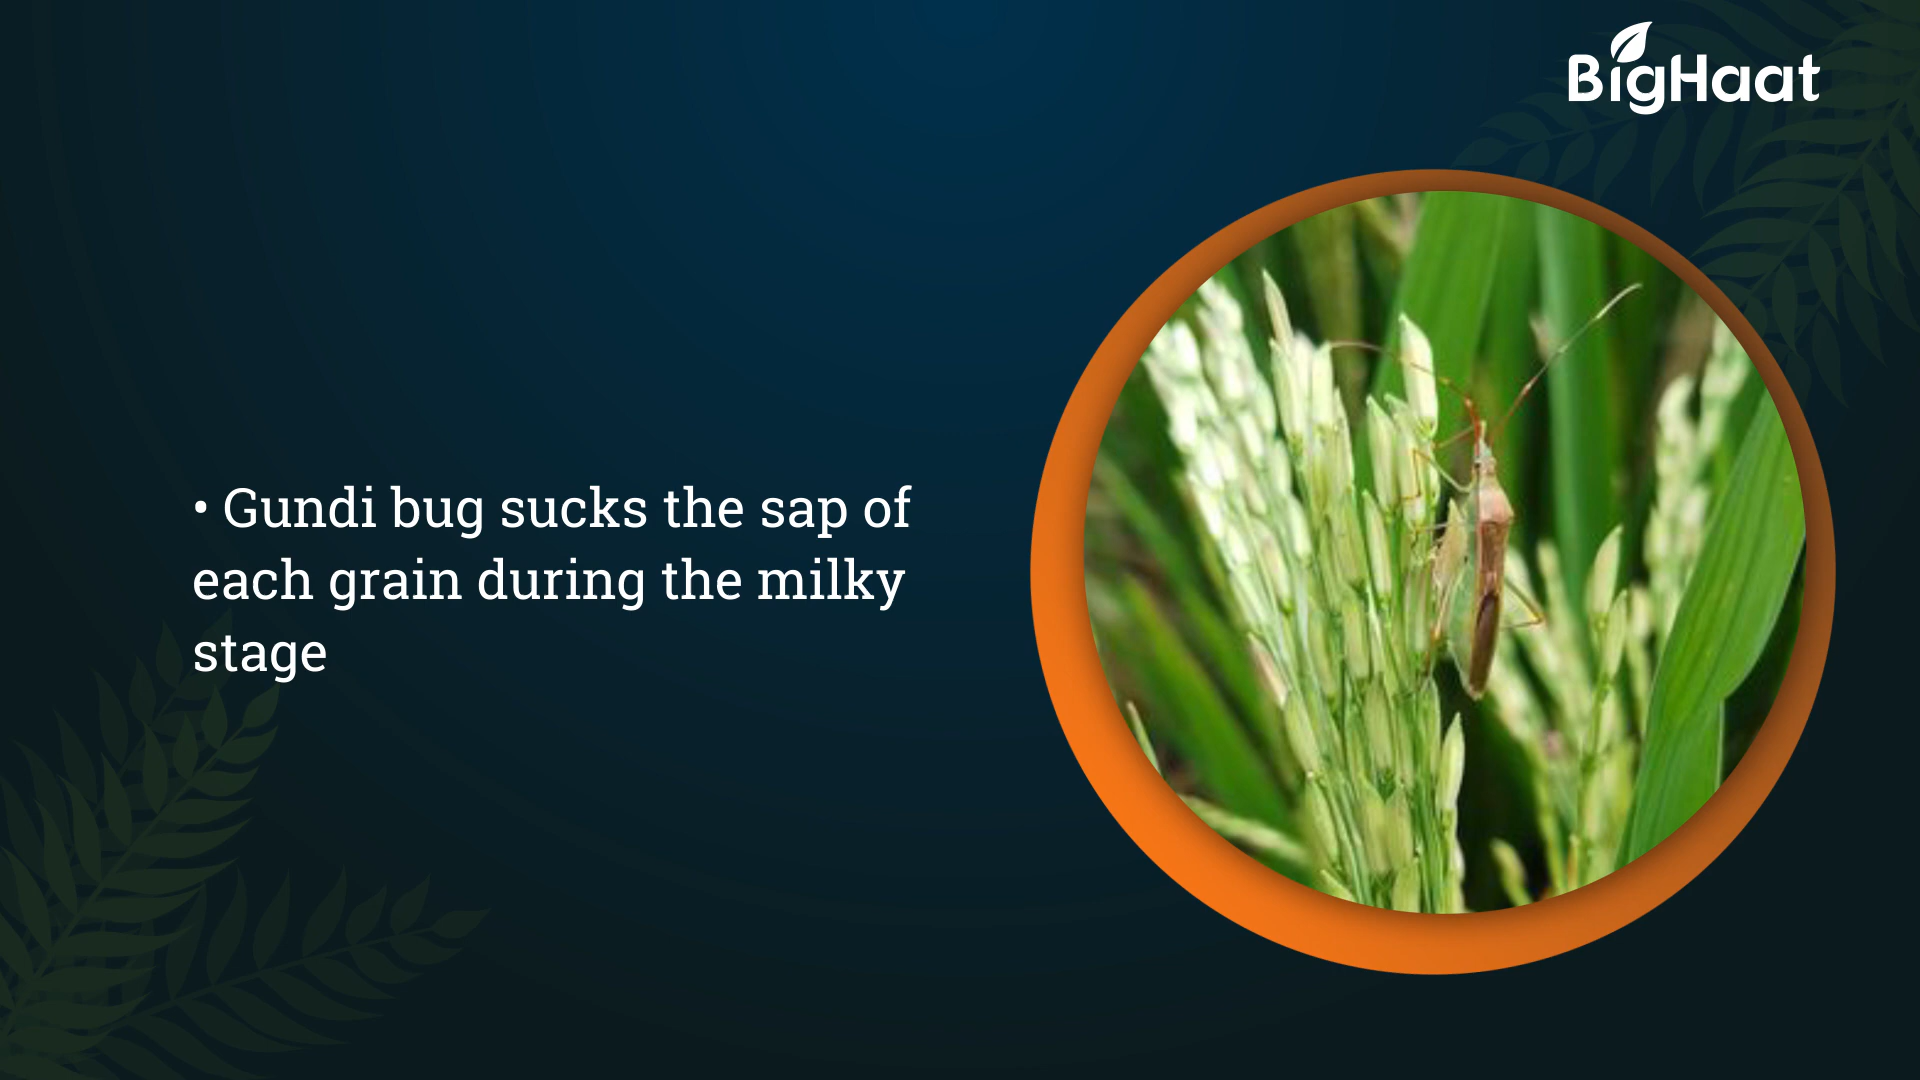 BigHaat
• Gundi bug sucks the sap of
each grain during the milky
stage